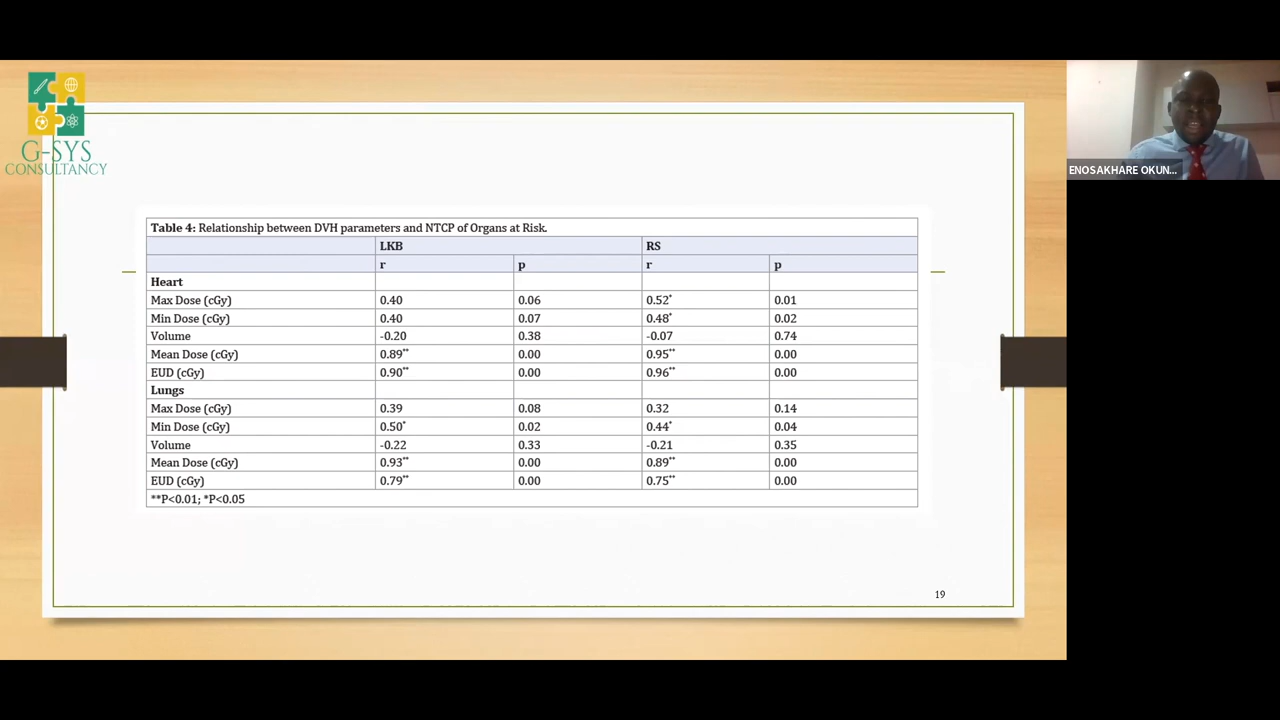 G-SYS
CONSULTANCY
ENOSAKHARE OKUN...
Table 4: Relationship between DVH parameters and NTCP of Organs at Risk.
LKB RS
r p r p
Heart
Max Dose (cGy) 0.40 0.06 0.52* 0.01
Min Dose (cGy) 0.40 0.07 0.48* 0.02
Volume -0.20 0.38 -0.07 0.74
Mean Dose (cGy) 0.89** 0.00 0.95** 0.00
EUD (cGy) 0.90** 0.00 0.96** 0.00
Lungs
Max Dose (cGy) 0.39 0.08 0.32 0.14
Min Dose (cGy) 0.50* 0.02 0.44* 0.04
Volume -0.22 0.33 -0.21 0.35
Mean Dose (cGy) 0.93** 0.00 0.89** 0.00
EUD (cGy) 0.79** 0.00 0.75** 0.00
**P<0.01; *P<0.05
19